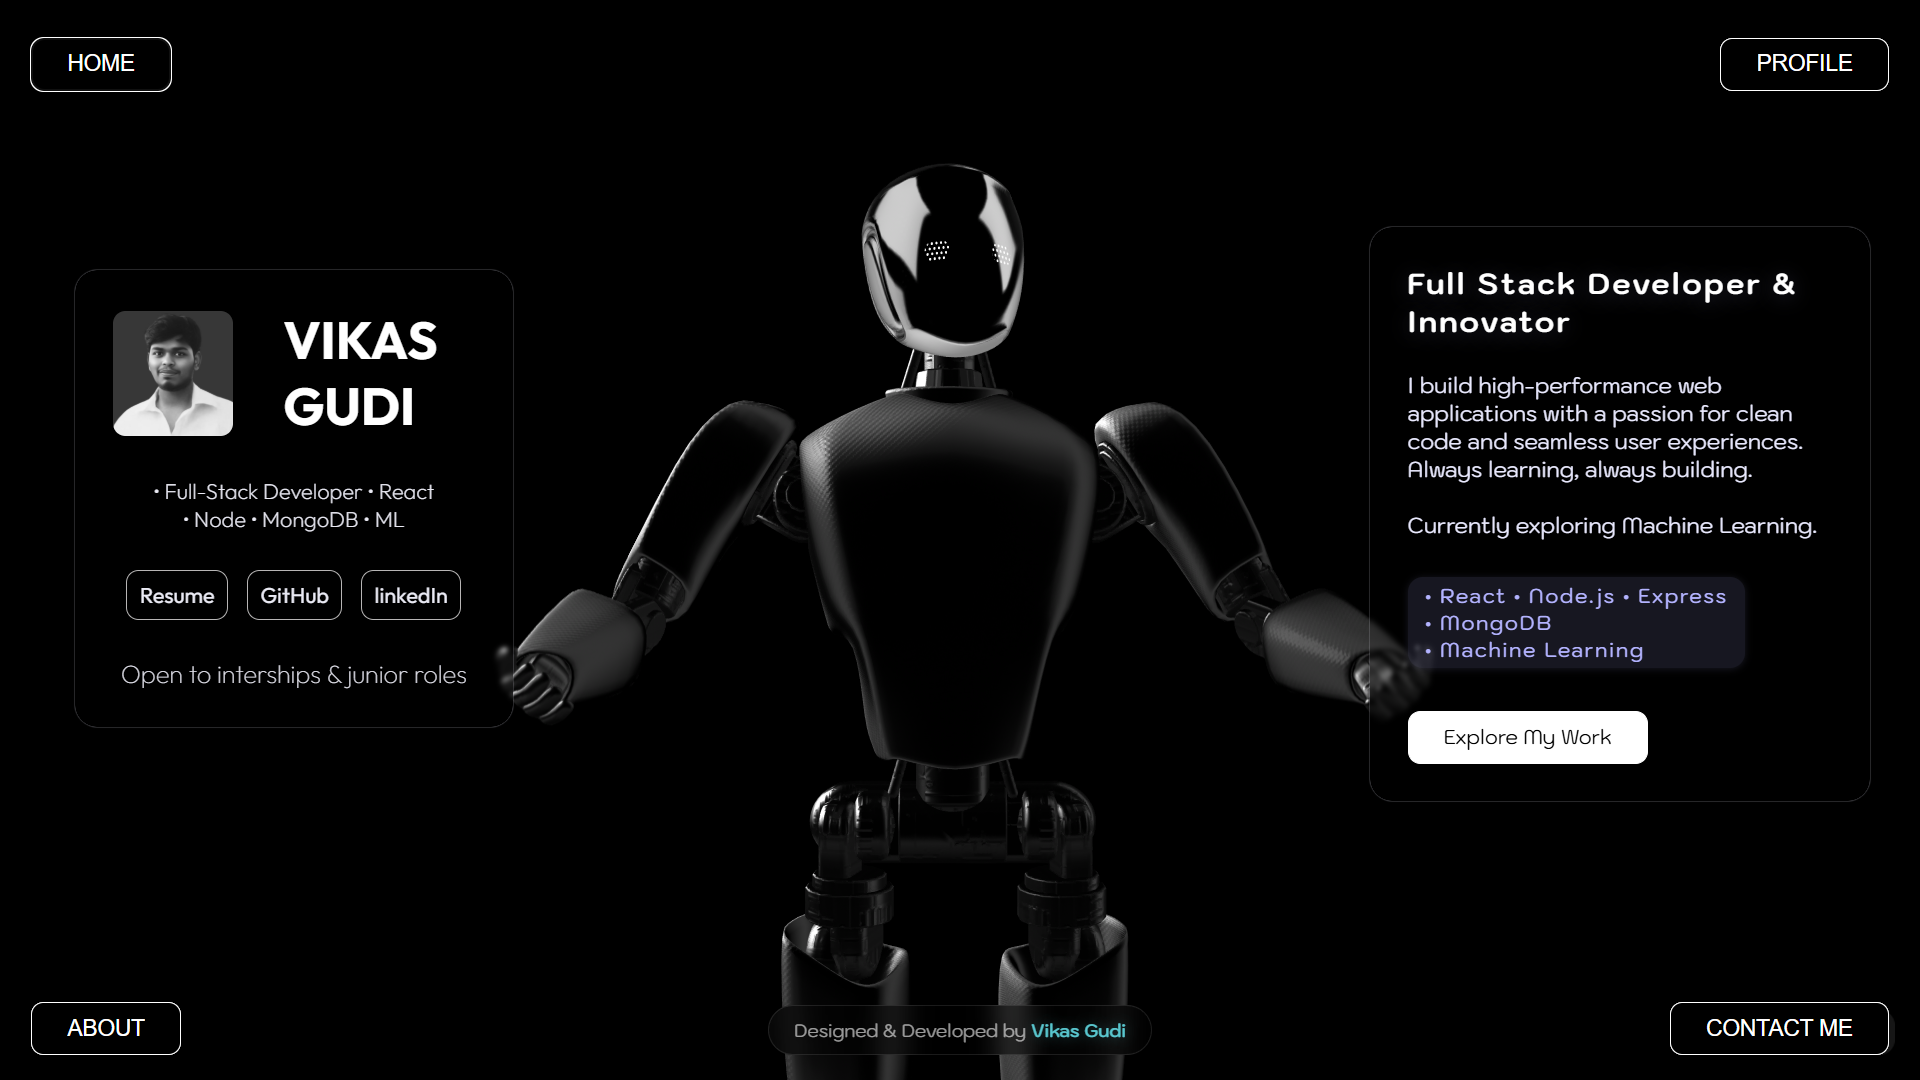 HOME
PROFILE
VIKAS
GUDI
• Full-Stack Developer • React
• Node • MongoDB • ML
Resume
GitHub
linkedIn
Open to interships & junior roles
Full Stack Developer &
Innovator
I build high-performance web
applications with a passion for clean
code and seamless user experiences.
Always learning, always building.
Currently exploring Machine Learning.
• React • Node.js • Express
• MongoDB
• Machine Learning
Explore My Work
ABOUT
Designed & Developed by Vikas Gudi
CONTACT ME